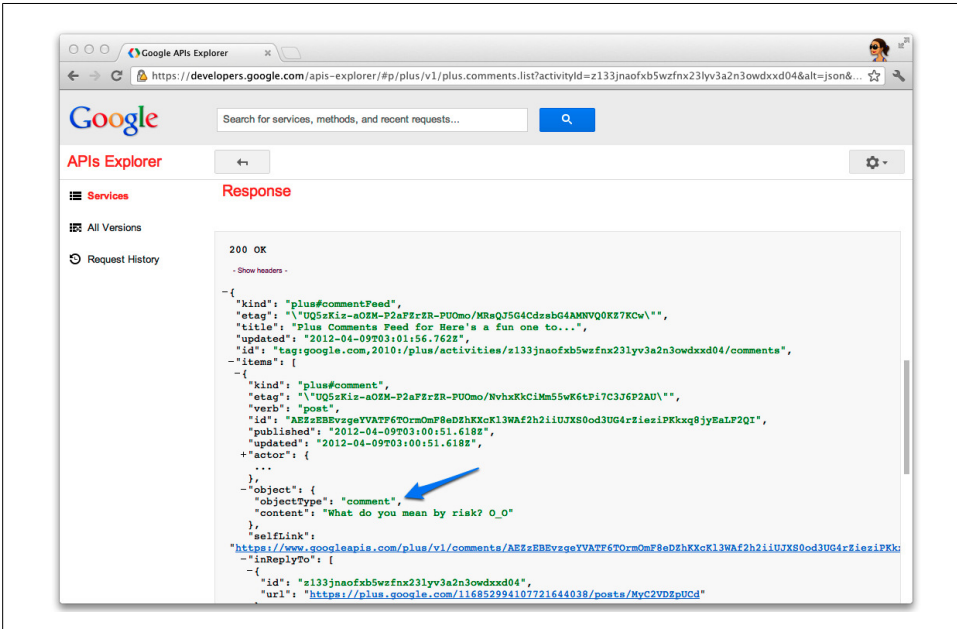 Google APIs Explorer
https://developers.google.com/apis-explorer/#p/plus/v1/plus.comments.list?activityId=z133jnaofxb5wzfnx23lyv3a2n3owdxxd04&alt=json&...
Google
Search for services, methods, and recent requests...
APIs Explorer
Services
All Versions
Request History
Response
200 OK
- Show headers -
-{
"kind": "plus#commentFeed",
"etag": "\"UQ5zKiz-aOZM-P2aFZrZR-PUOmo/MRsQJ5G4CdzsbG4AMNVQ0KZ7KCw\"",
"title": "Plus Comments Feed for Here's a fun one to...",
"updated": "2012-04-09T03:01:56.762Z",
"id": "tag:google.com,2010:/plus/activities/z133jnaofxb5wzfnx23lyv3a2n3owdxxd04/comments",
-"items": [
-{
"kind": "plus#comment",
"etag": "\"UQ5zKiz-aOZM-P2aFZrZR-PUOmo/NvhxKkCiMm55wK6tPi7C3J6P2AU\"",
"verb": "post",
"id": "AEZzEBEvzgeYVATF6TOrmOmF8eDZhKXcKl3WAf2h2iiUJXS0od3UG4rZieziPKkxq8jyEaLF2QI",
"published": "2012-04-09T03:00:51.618Z",
"updated": "2012-04-09T03:00:51.618Z",
+"actor": {
...
},
-"object": {
"objectType": "comment",
"content": "What do you mean by risk? O_O"
},
"selfLink":
"https://www.googleapis.com/plus/v1/comments/AEZzEBEvzgeYVATF6TOrmOmF8eDZhKXcKl3WAf2h2iiUJXS0od3UG4rZieziPKkx
-"inReplyTo": [
-{
"id": "z133jnaofxb5wzfnx23lyv3a2n3owdxxd04",
"url": "https://plus.google.com/116852994107721644038/posts/MyC2VDZpUCd"